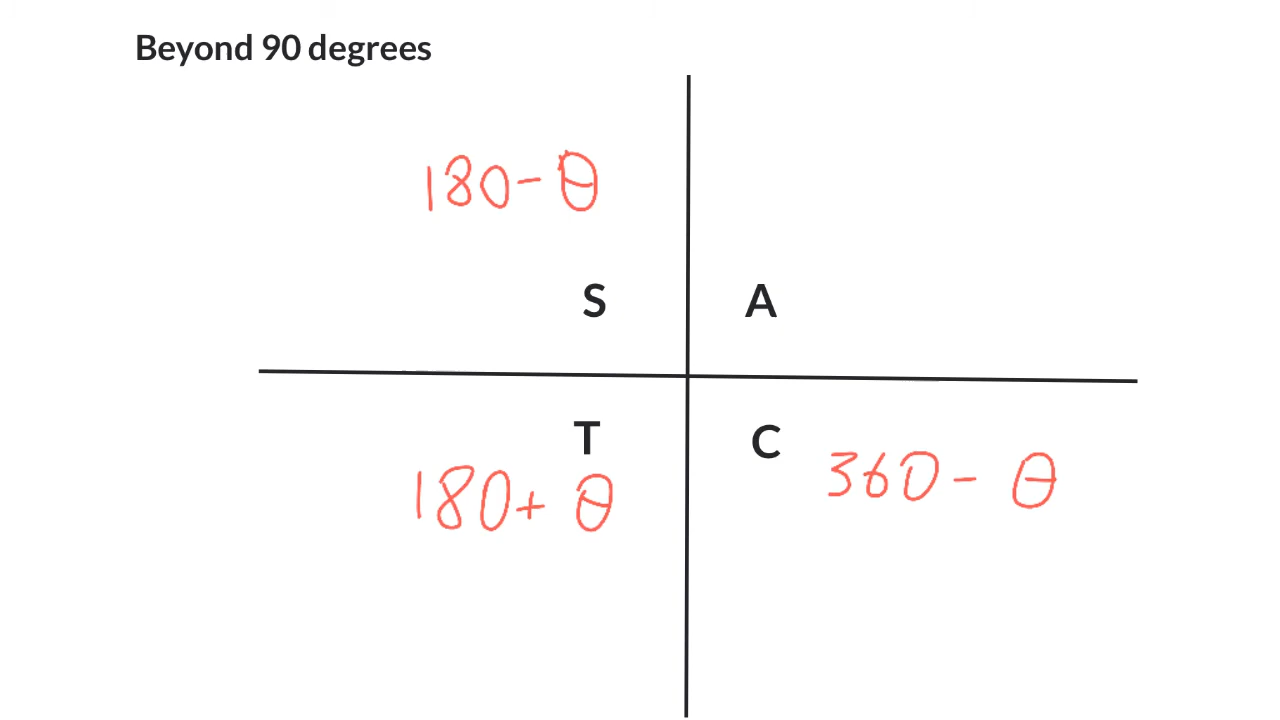 Beyond 90 degrees
180 - θ
S A
T C
180 + θ
360 - θ